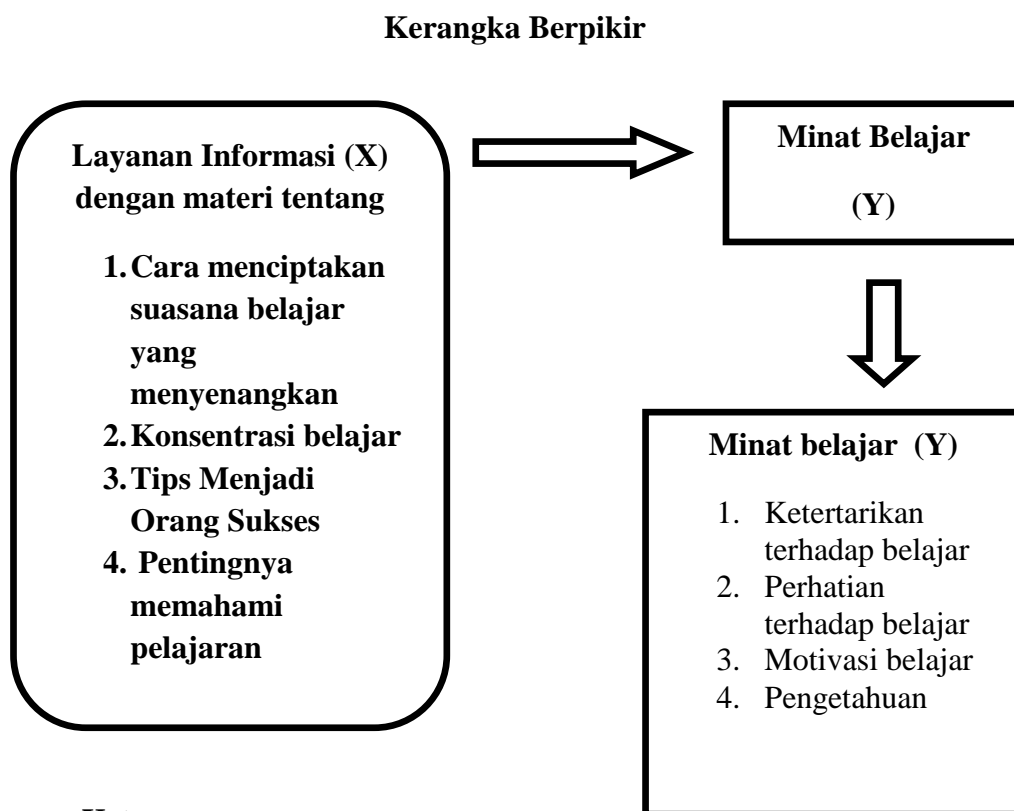 Kerangka Berpikir
Layanan Informasi (X)
dengan materi tentang
1. Cara menciptakan
suasana belajar
yang
menyenangkan
2. Konsentrasi belajar
3. Tips Menjadi
Orang Sukses
4. Pentingnya
memahami
pelajaran
Minat Belajar
(Y)
Minat belajar (Y)
1. Ketertarikan
terhadap belajar
2. Perhatian
terhadap belajar
3. Motivasi belajar
4. Pengetahuan